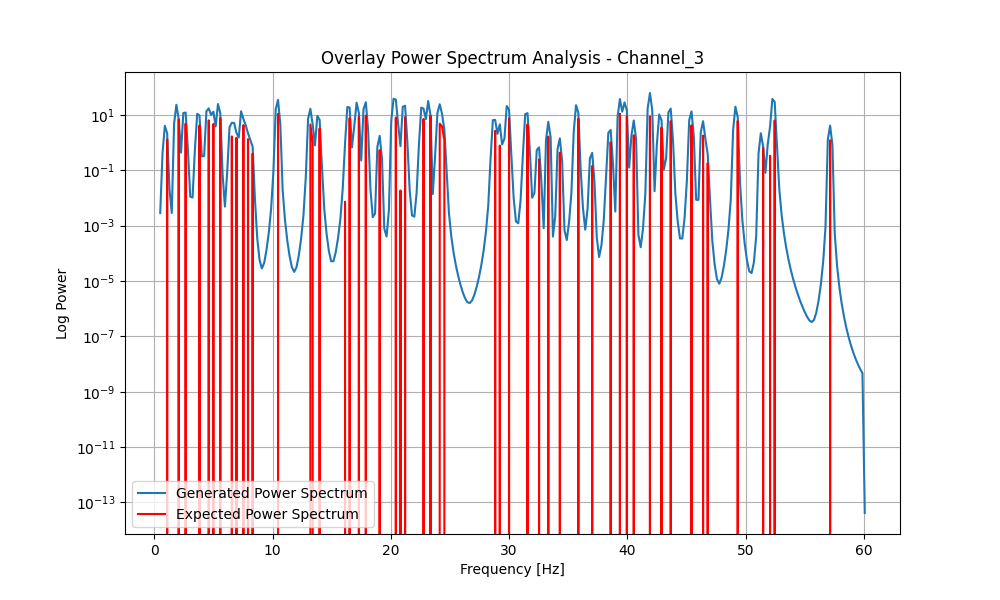 Overlay Power Spectrum Analysis - Channel_3
Log Power
10^1
10^-1
10^-3
10^-5
10^-7
10^-9
10^-11
10^-13
Generated Power Spectrum
Expected Power Spectrum
0 10 20 30 40 50 60
Frequency [Hz]